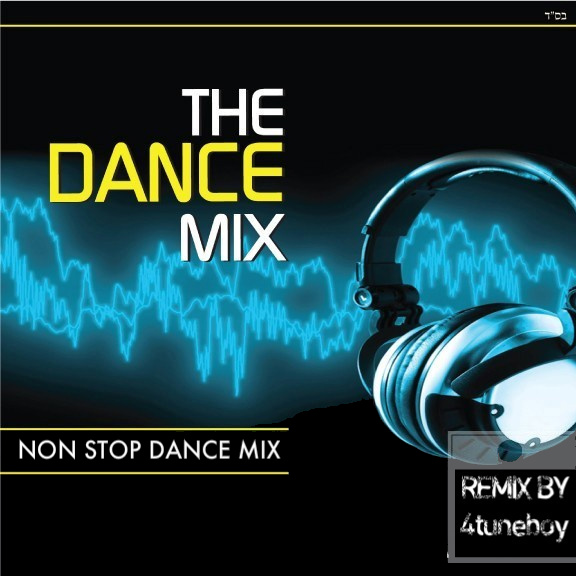 בס"ד
THE
DANCE
MIX
NON STOP DANCE MIX
REMIX BY
4tuneboy